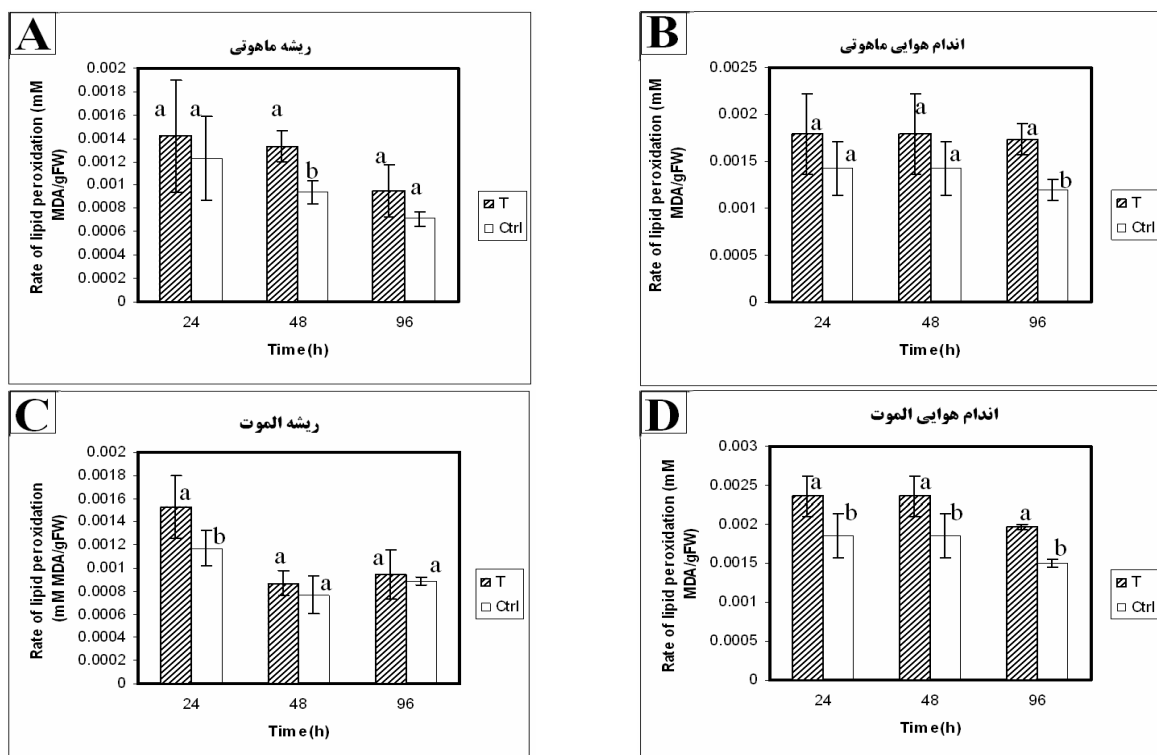 A
ریشه ماهوتی
Rate of lipid peroxidation (mM
MDA/gFW)
0.002
0.0018
0.0016
0.0014
0.0012
0.001
0.0008
0.0006
0.0004
0.0002
0
a a
a
b
a
a
24 48 96
Time(h)
T
Ctrl
B
اندام هوایی ماهوتی
Rate of lipid peroxidation (mM
MDA/gFW)
0.0025
0.002
0.0015
0.001
0.0005
0
a
a
a
a
a
b
24 48 96
Time(h)
T
Ctrl
C
ریشه الموت
Rate of lipid peroxidation
(mM MDA/gFW)
0.002
0.0018
0.0016
0.0014
0.0012
0.001
0.0008
0.0006
0.0004
0.0002
0
a
b
a
a
a
a
24 48 96
Time(h)
T
Ctrl
D
اندام هوایی الموت
Rate of lipid peroxidation (mM
MDA/gFW)
0.003
0.0025
0.002
0.0015
0.001
0.0005
0
a
b
a
b
a
b
24 48 96
Time(h)
T
Ctrl